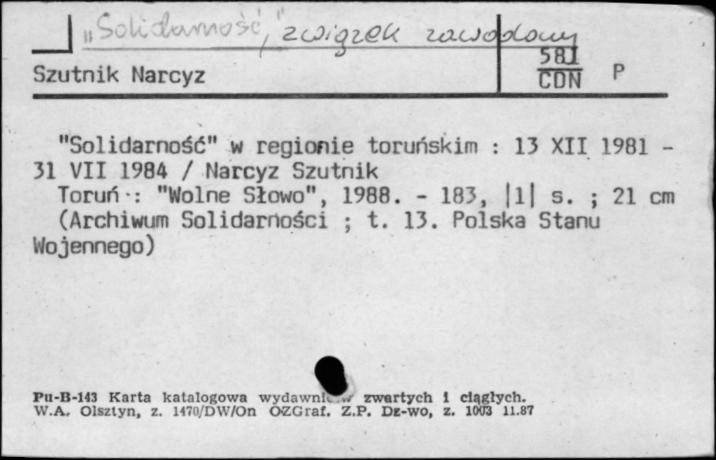 "Solidarność", związek zawodowy
581
Szutnik Narcyz CDN P
"Solidarność" w regionie toruńskim : 13 XII 1981 -
31 VII 1984 / Narcyz Szutnik
Toruń : "Wolne Słowo", 1988. - 183, |1| s. ; 21 cm
(Archiwum Solidarności ; t. 13. Polska Stanu
Wojennego)
Pu-B-143 Karta katalogowa zwartych i ciągłych.
W.A. Olsztyn, z. 1470/DW/On OZGraf. Z.P. Dz-wo, z. 1003 11.87